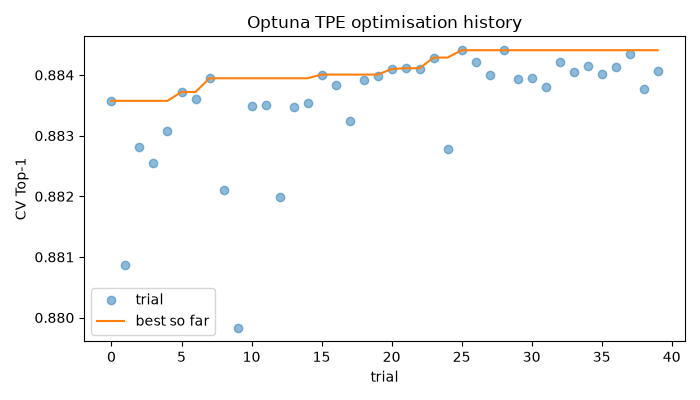 Optuna TPE optimisation history
CV Top-1
0.884
0.883
0.882
0.881
0.880
trial
best so far
0 5 10 15 20 25 30 35 40
trial